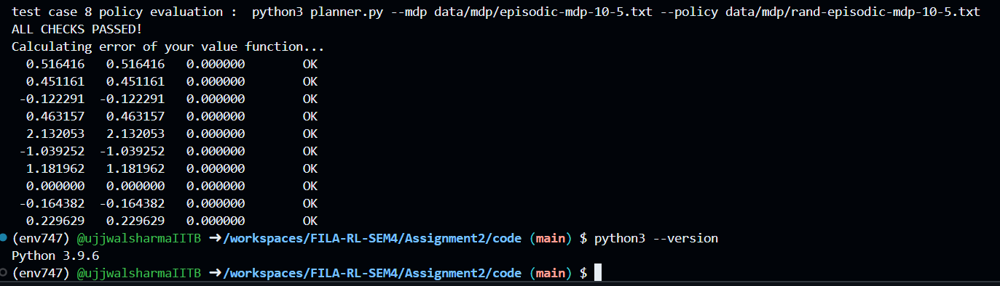 test case 8 policy evaluation :  python3 planner.py --mdp data/mdp/episodic-mdp-10-5.txt --policy data/mdp/rand-episodic-mdp-10-5.txt
ALL CHECKS PASSED!
Calculating error of your value function...
  0.516416   0.516416   0.000000          OK
  0.451161   0.451161   0.000000          OK
 -0.122291  -0.122291   0.000000          OK
  0.463157   0.463157   0.000000          OK
  2.132053   2.132053   0.000000          OK
 -1.039252  -1.039252   0.000000          OK
  1.181962   1.181962   0.000000          OK
  0.000000   0.000000   0.000000          OK
 -0.164382  -0.164382   0.000000          OK
  0.229629   0.229629   0.000000          OK
(env747) @ujjwalsharmaIITB ➜/workspaces/FILA-RL-SEM4/Assignment2/code (main) $ python3 --version
Python 3.9.6
(env747) @ujjwalsharmaIITB ➜/workspaces/FILA-RL-SEM4/Assignment2/code (main) $